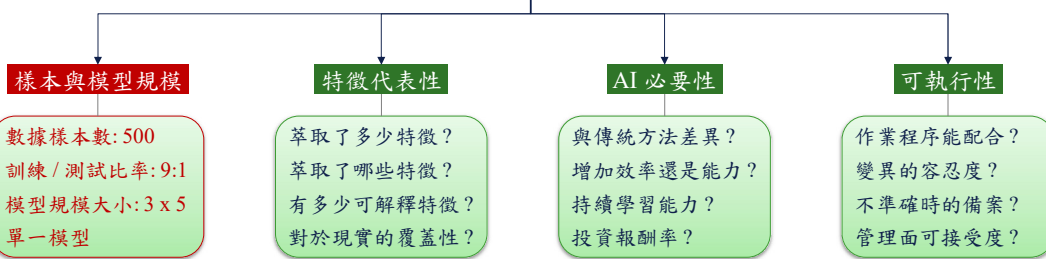 樣本與模型規模
數據樣本數: 500
訓練 / 測試比率: 9:1
模型規模大小: 3 x 5
單一模型
特徵代表性
萃取了多少特徵？
萃取了哪些特徵？
有多少可解釋特徵？
對於現實的覆蓋性？
AI 必要性
與傳統方法差異？
增加效率還是能力？
持續學習能力？
投資報酬率？
可執行性
作業程序能配合？
變異的容忍度？
不準確時的備案？
管理面可接受度？